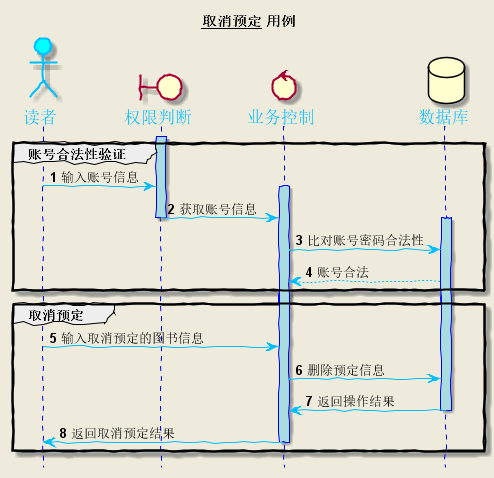 取消预定 用例
读者 权限判断 业务控制 数据库
账号合法性验证
1 输入账号信息
2 获取账号信息
3 比对账号密码合法性
4 账号合法
取消预定
5 输入取消预定的图书信息
6 删除预定信息
7 返回操作结果
8 返回取消预定结果